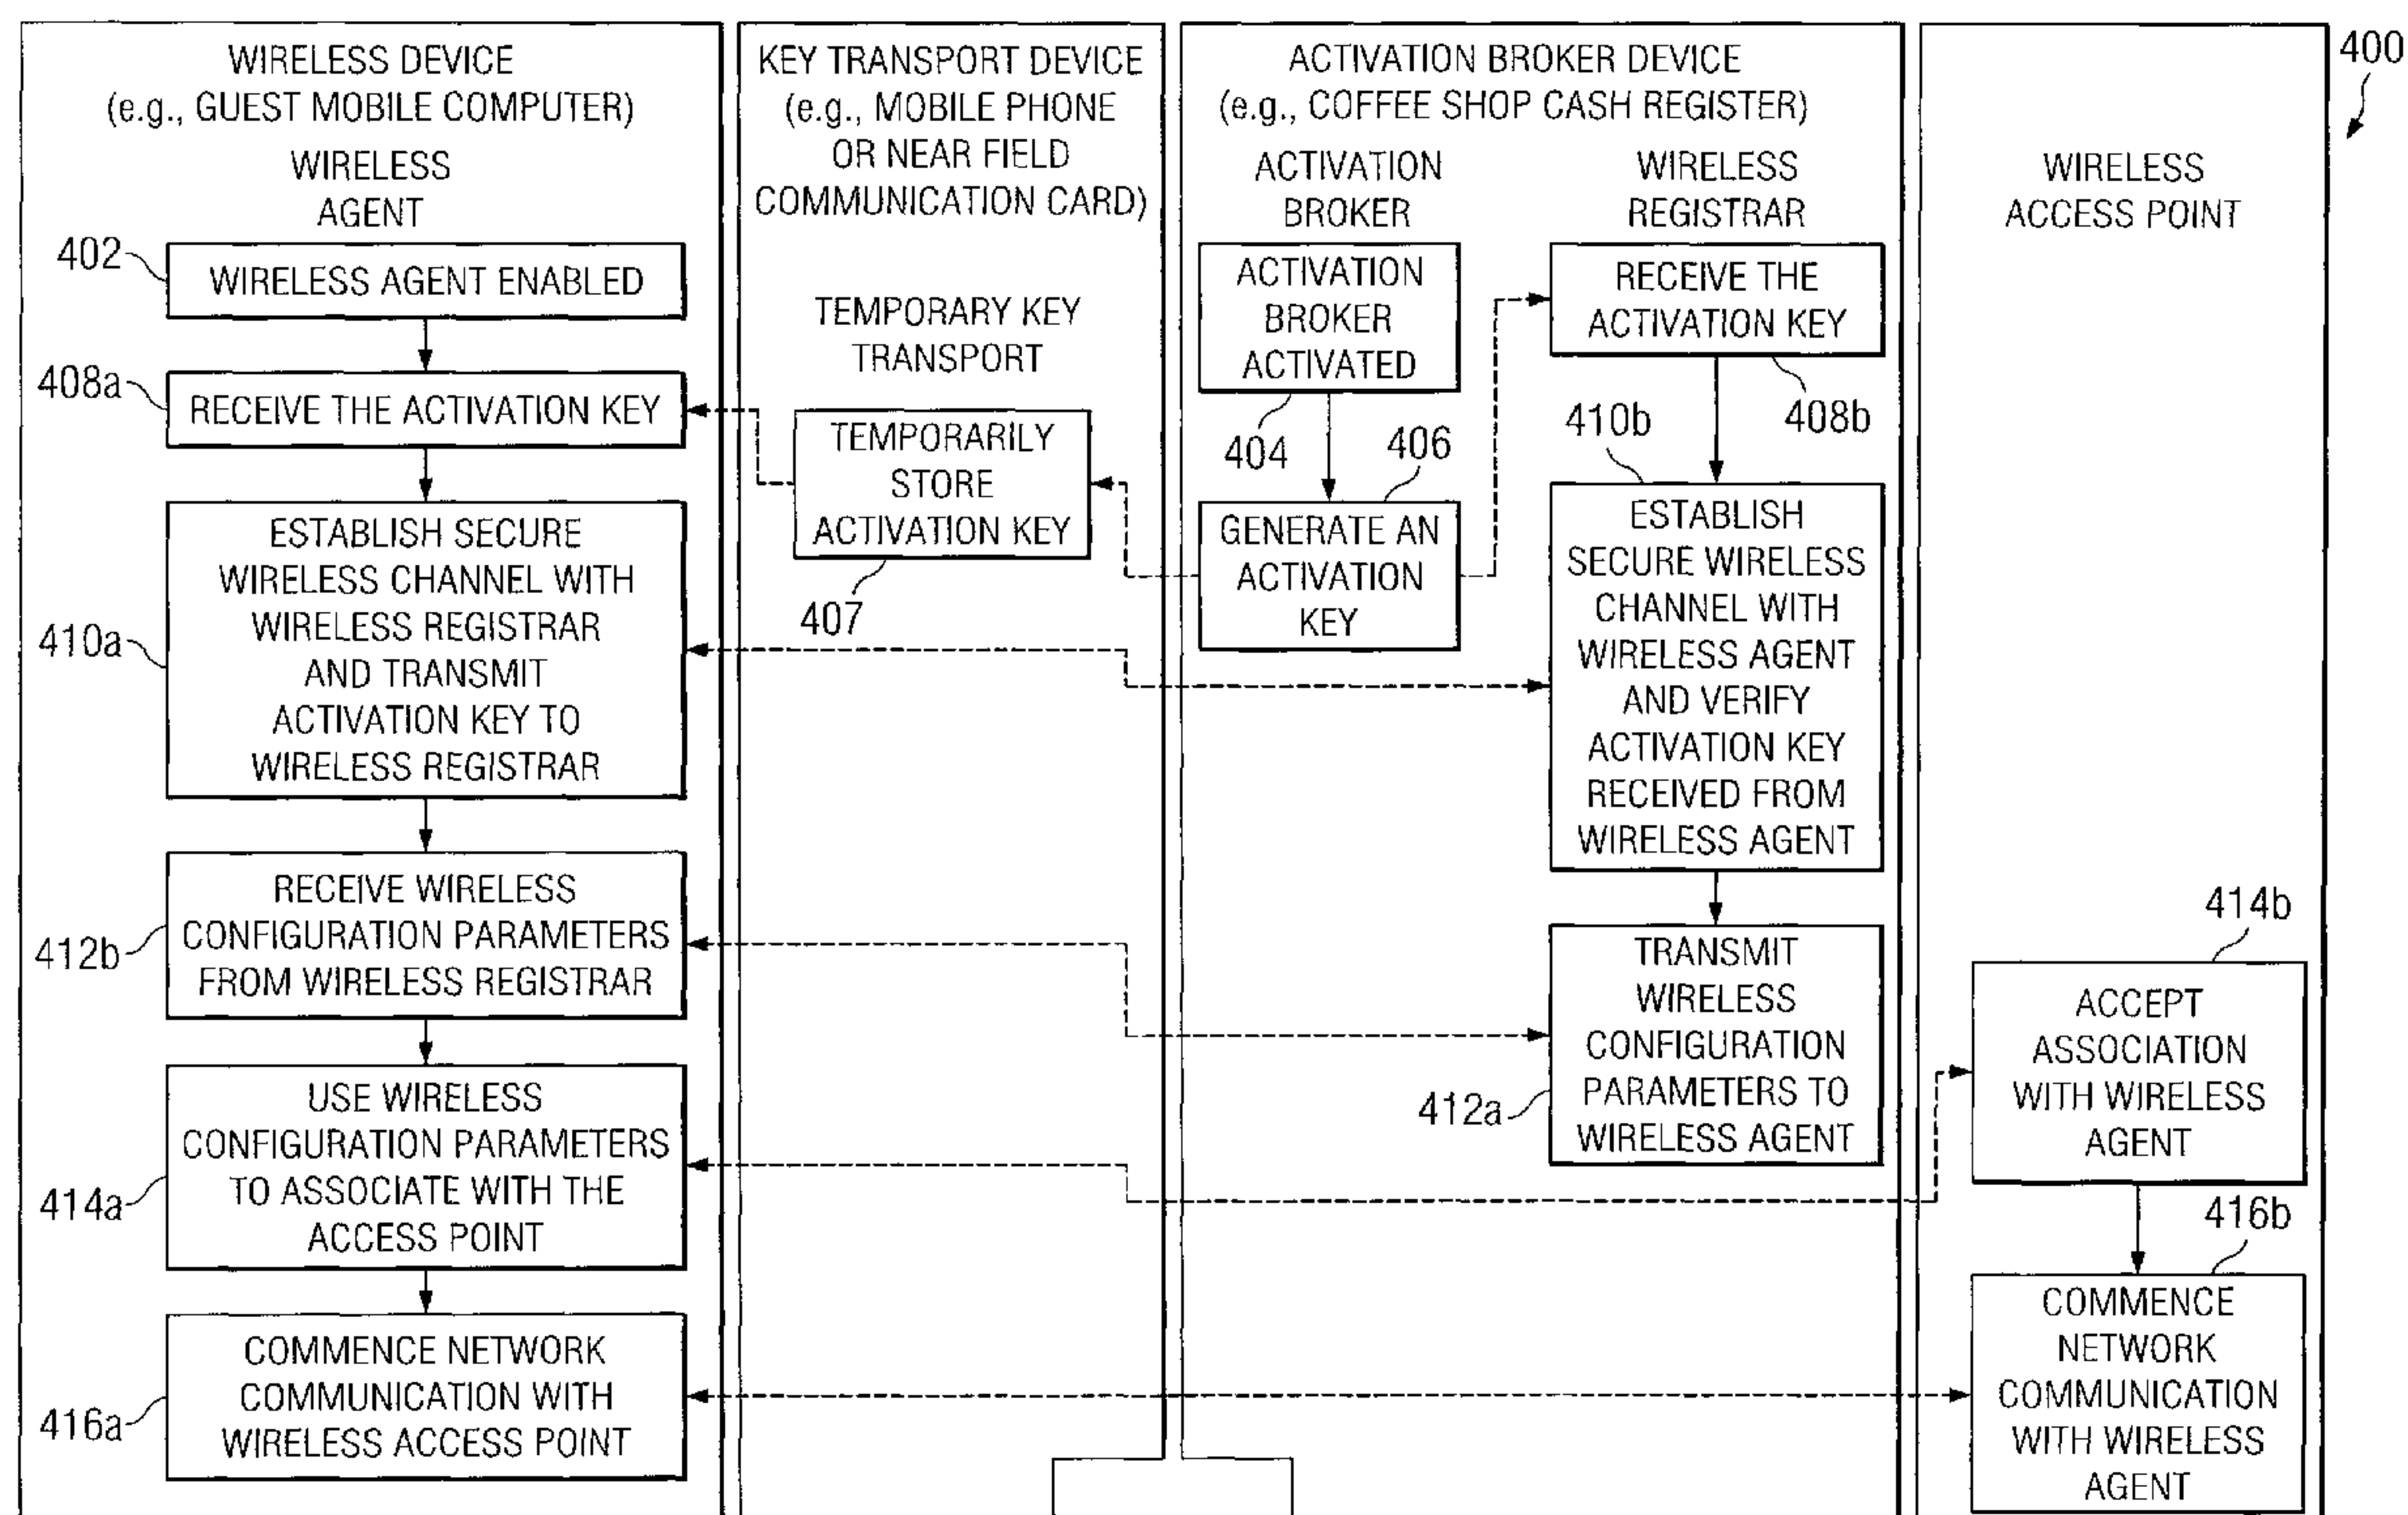 400
WIRELESS DEVICE
(e.g., GUEST MOBILE COMPUTER)
WIRELESS
AGENT
402
WIRELESS AGENT ENABLED
408a
RECEIVE THE ACTIVATION KEY
410a
ESTABLISH SECURE
WIRELESS CHANNEL WITH
WIRELESS REGISTRAR
AND TRANSMIT
ACTIVATION KEY TO
WIRELESS REGISTRAR
412b
RECEIVE WIRELESS
CONFIGURATION PARAMETERS
FROM WIRELESS REGISTRAR
414a
USE WIRELESS
CONFIGURATION PARAMETERS
TO ASSOCIATE WITH THE
ACCESS POINT
416a
COMMENCE NETWORK
COMMUNICATION WITH
WIRELESS ACCESS POINT
KEY TRANSPORT DEVICE
(e.g., MOBILE PHONE
OR NEAR FIELD
COMMUNICATION CARD)
TEMPORARY KEY
TRANSPORT
TEMPORARILY
STORE
ACTIVATION KEY
407
ACTIVATION BROKER DEVICE
(e.g., COFFEE SHOP CASH REGISTER)
ACTIVATION
BROKER
ACTIVATION
BROKER
ACTIVATED
404
406
GENERATE AN
ACTIVATION
KEY
WIRELESS
REGISTRAR
RECEIVE THE
ACTIVATION KEY
408b
410b
ESTABLISH
SECURE WIRELESS
CHANNEL WITH
WIRELESS AGENT
AND VERIFY
ACTIVATION KEY
RECEIVED FROM
WIRELESS AGENT
412a
TRANSMIT
WIRELESS
CONFIGURATION
PARAMETERS TO
WIRELESS AGENT
WIRELESS
ACCESS POINT
414b
ACCEPT
ASSOCIATION
WITH WIRELESS
AGENT
416b
COMMENCE
NETWORK
COMMUNICATION
WITH WIRELESS
AGENT